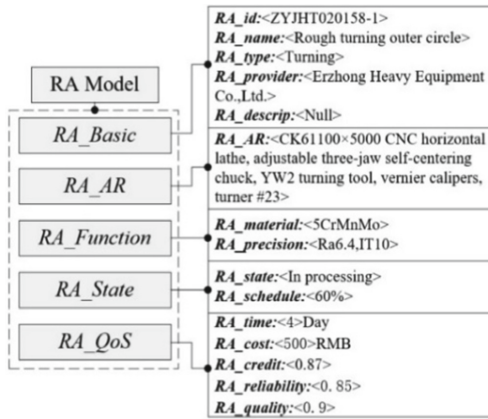 RA Model
RA_Basic
RA_AR
RA_Function
RA_State
RA_QoS
RA_id:<ZYJHT020158-1>
RA_name:<Rough turning outer circle>
RA_type:<Turning>
RA_provider:<Erzhong Heavy Equipment
Co.,Ltd.>
RA_descrip:<Null>
RA_AR:<CK61100×5000 CNC horizontal
lathe, adjustable three-jaw self-centering
chuck, YW2 turning tool, vernier calipers,
turner #23>
RA_material:<5CrMnMo>
RA_precision:<Ra6.4,IT10>
RA_state:<In processing>
RA_schedule:<60%>
RA_time:<4>Day
RA_cost:<500>RMB
RA_credit:<0.87>
RA_reliability:<0. 85>
RA_quality:<0. 9>